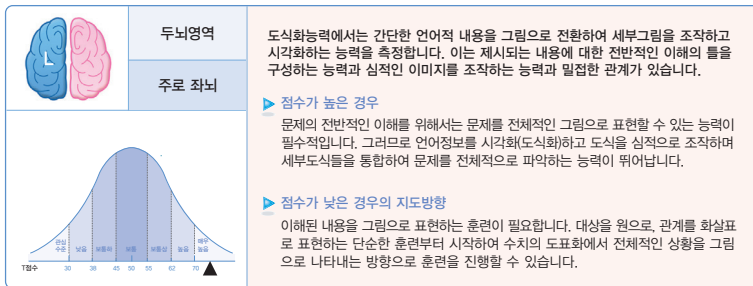 두뇌영역
주로 좌뇌
L
관심
수준
낮음
보통하
보통
보통상
높음
매우
높음
T점수 30 38 45 50 55 62 70
도식화능력에서는 간단한 언어적 내용을 그림으로 전환하여 세부그림을 조작하고
시각화하는 능력을 측정합니다. 이는 제시되는 내용에 대한 전반적인 이해의 틀을
구성하는 능력과 심적인 이미지를 조작하는 능력과 밀접한 관계가 있습니다.
점수가 높은 경우
문제의 전반적인 이해를 위해서는 문제를 전체적인 그림으로 표현할 수 있는 능력이
필수적입니다. 그러므로 언어정보를 시각화(도식화)하고 도식을 심적으로 조작하며
세부도식들을 통합하여 문제를 전체적으로 파악하는 능력이 뛰어납니다.
점수가 낮은 경우의 지도방향
이해된 내용을 그림으로 표현하는 훈련이 필요합니다. 대상을 원으로, 관계를 화살표
로 표현하는 단순한 훈련부터 시작하여 수치의 도표화에서 전체적인 상황을 그림
으로 나타내는 방향으로 훈련을 진행할 수 있습니다.